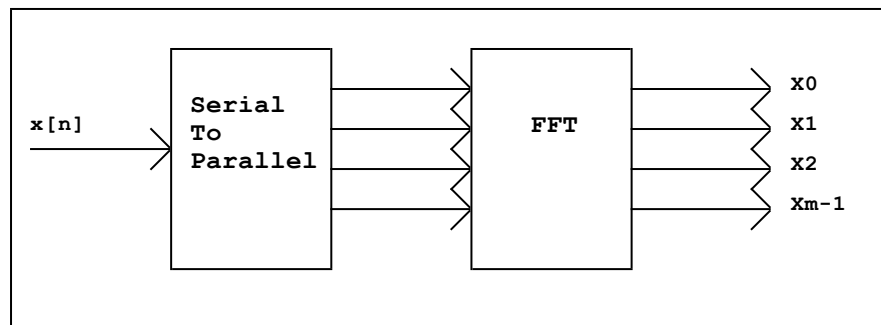 x[n]
Serial
To
Parallel
FFT
X0
X1
X2
Xm-1